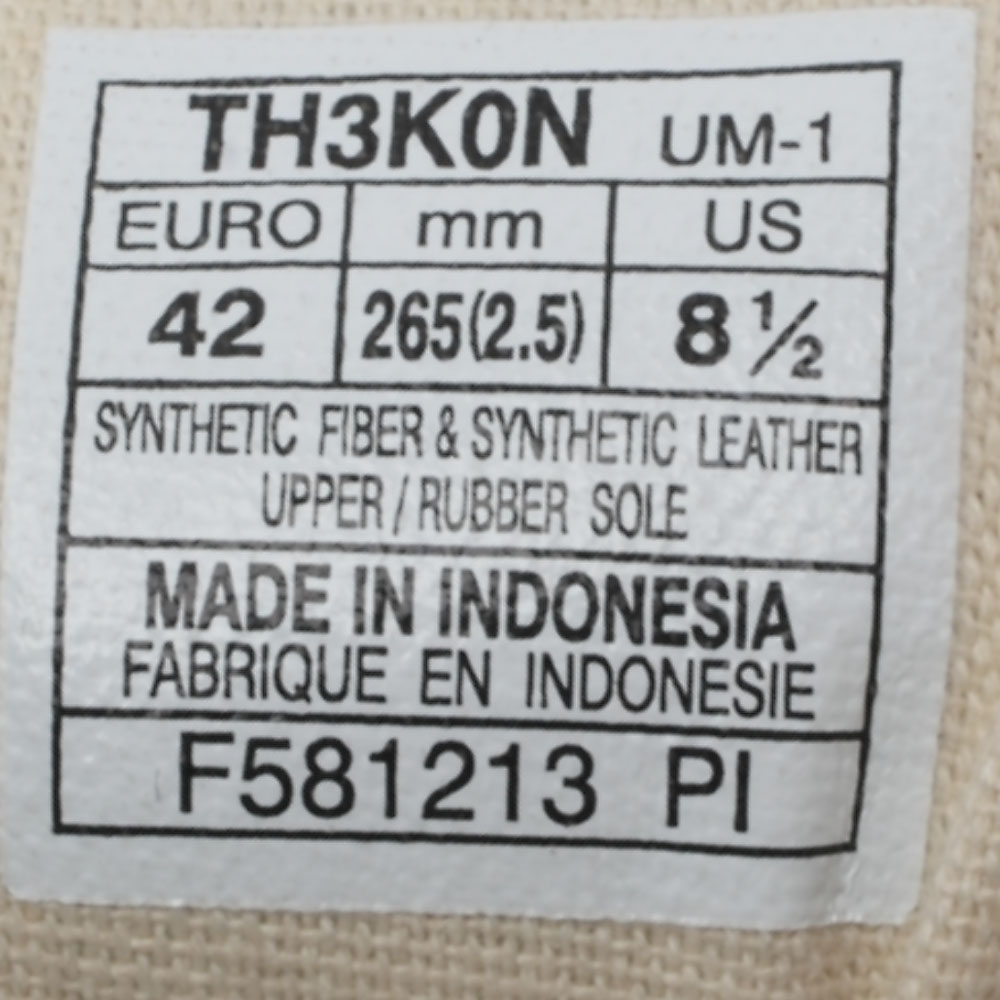 TH3K0N UM-1
EURO mm US
42 265(2.5) 8 1/2
SYNTHETIC FIBER & SYNTHETIC LEATHER
UPPER / RUBBER SOLE
MADE IN INDONESIA
FABRIQUE EN INDONESIE
F581213 PI